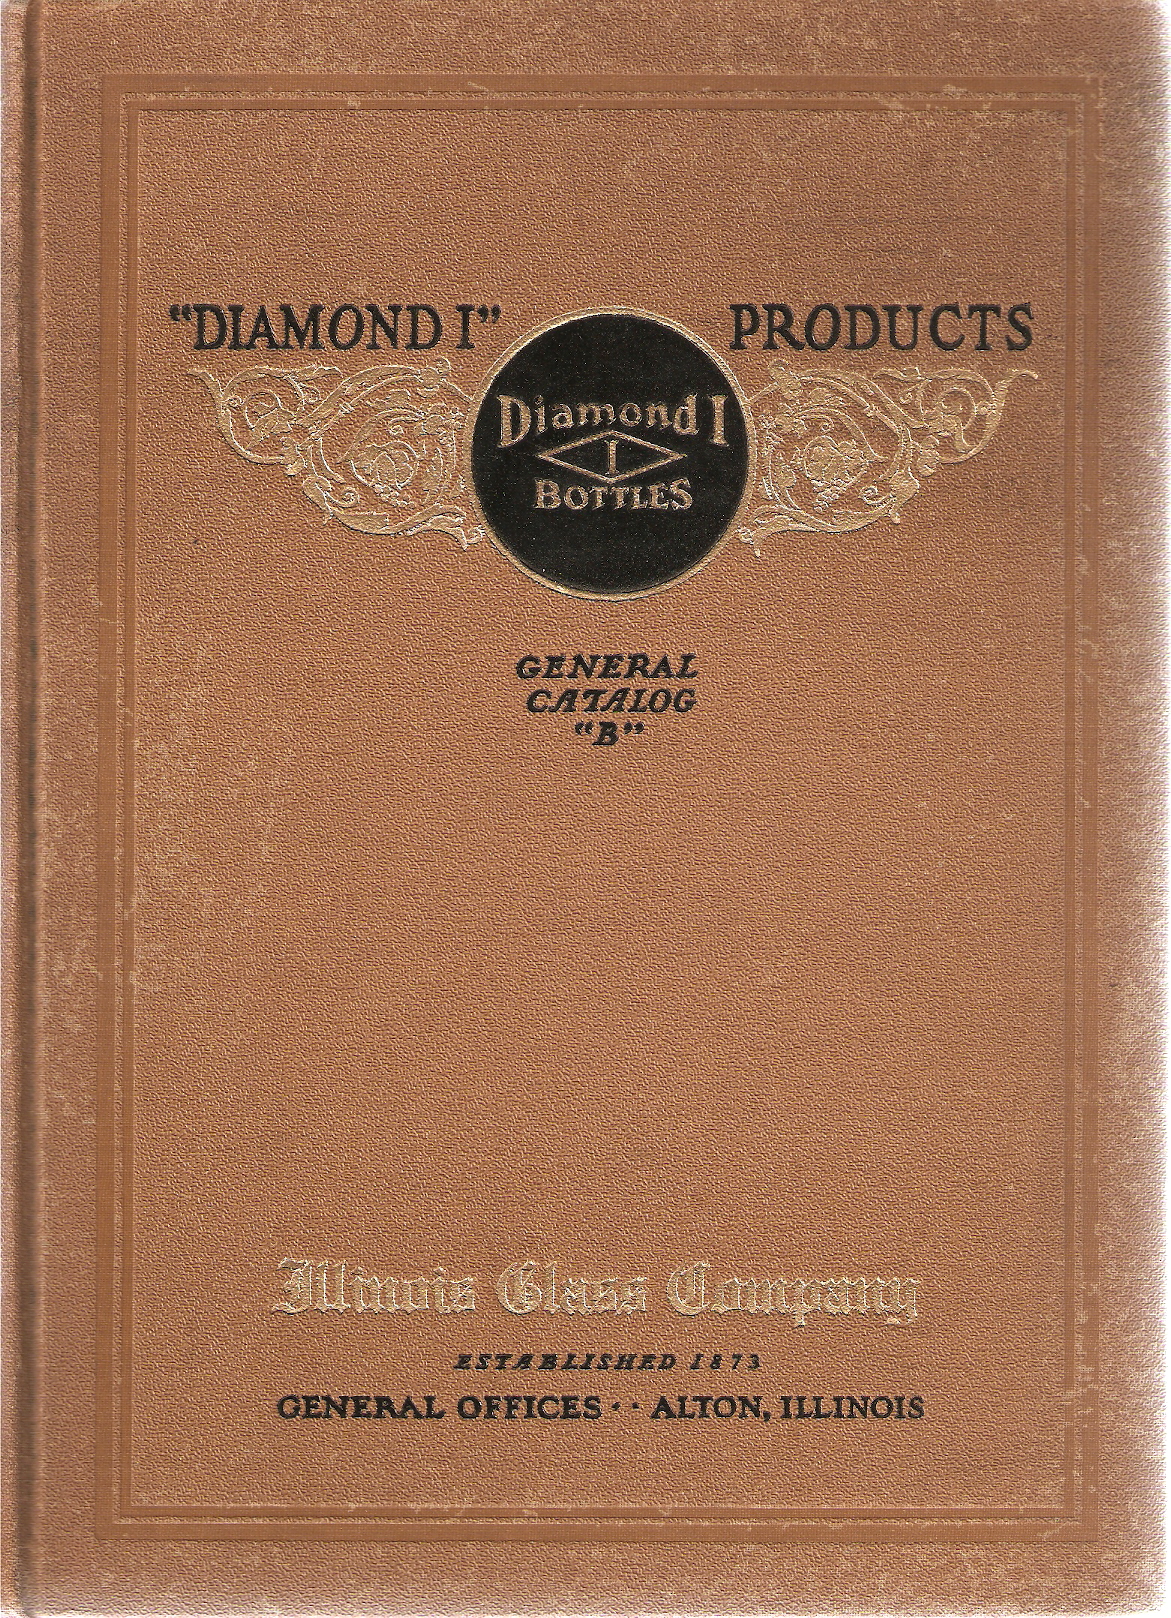 "DIAMOND I" PRODUCTS
Diamond I
I
BOTTLES
GENERAL
CATALOG
"B"
Illinois Glass Company
ESTABLISHED 1873
GENERAL OFFICES · · ALTON, ILLINOIS